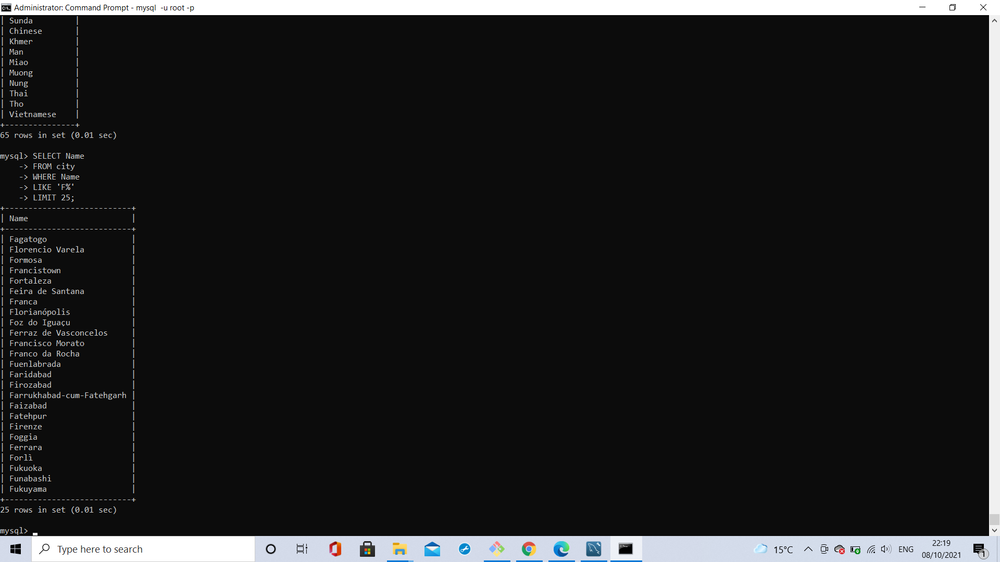 Administrator: Command Prompt - mysql  -u root -p
| Sunda         |
| Chinese       |
| Khmer         |
| Man           |
| Miao          |
| Muong         |
| Nung          |
| Thai          |
| Tho           |
| Vietnamese    |
+---------------+
65 rows in set (0.01 sec)
mysql> SELECT Name
    -> FROM city
    -> WHERE Name
    -> LIKE 'F%'
    -> LIMIT 25;
+---------------------------+
| Name                      |
+---------------------------+
| Fagatogo                  |
| Florencio Varela          |
| Formosa                   |
| Francistown               |
| Fortaleza                 |
| Feira de Santana          |
| Franca                    |
| Florianópolis             |
| Foz do Iguaçu             |
| Ferraz de Vasconcelos     |
| Francisco Morato          |
| Franco da Rocha           |
| Fuenlabrada               |
| Faridabad                 |
| Firozabad                 |
| Farrukhabad-cum-Fatehgarh |
| Faizabad                  |
| Fatehpur                  |
| Firenze                   |
| Foggia                    |
| Ferrara                   |
| Forlì                     |
| Fukuoka                   |
| Funabashi                 |
| Fukuyama                  |
+---------------------------+
25 rows in set (0.01 sec)
mysql>
Type here to search
15°C
ENG
22:19
08/10/2021
1